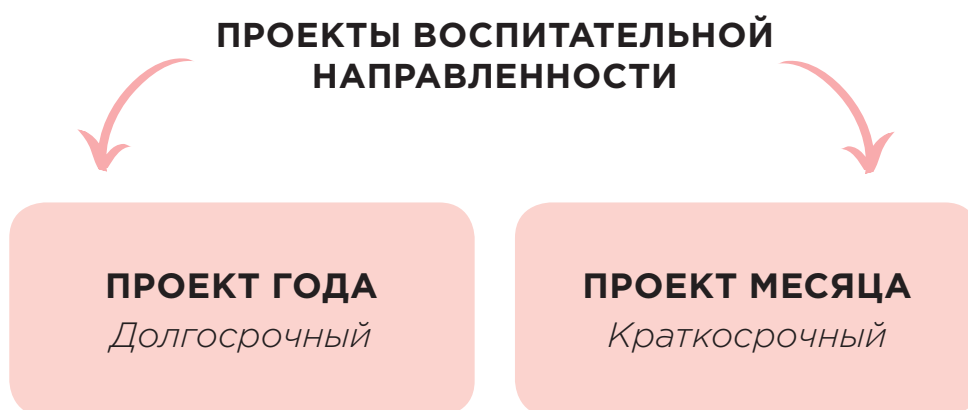 ПРОЕКТЫ ВОСПИТАТЕЛЬНОЙ
НАПРАВЛЕННОСТИ
ПРОЕКТ ГОДА
Долгосрочный
ПРОЕКТ МЕСЯЦА
Краткосрочный